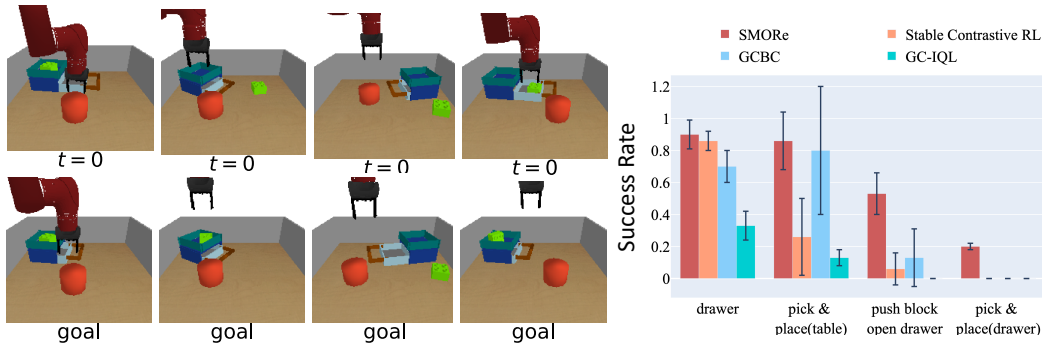 t = 0
t = 0
t = 0
t = 0
goal
goal
goal
goal
SMORe
Stable Contrastive RL
GCBC
GC-IQL
Success Rate
1.2
1
0.8
0.6
0.4
0.2
0
drawer
pick &
place(table)
push block
open drawer
pick &
place(drawer)